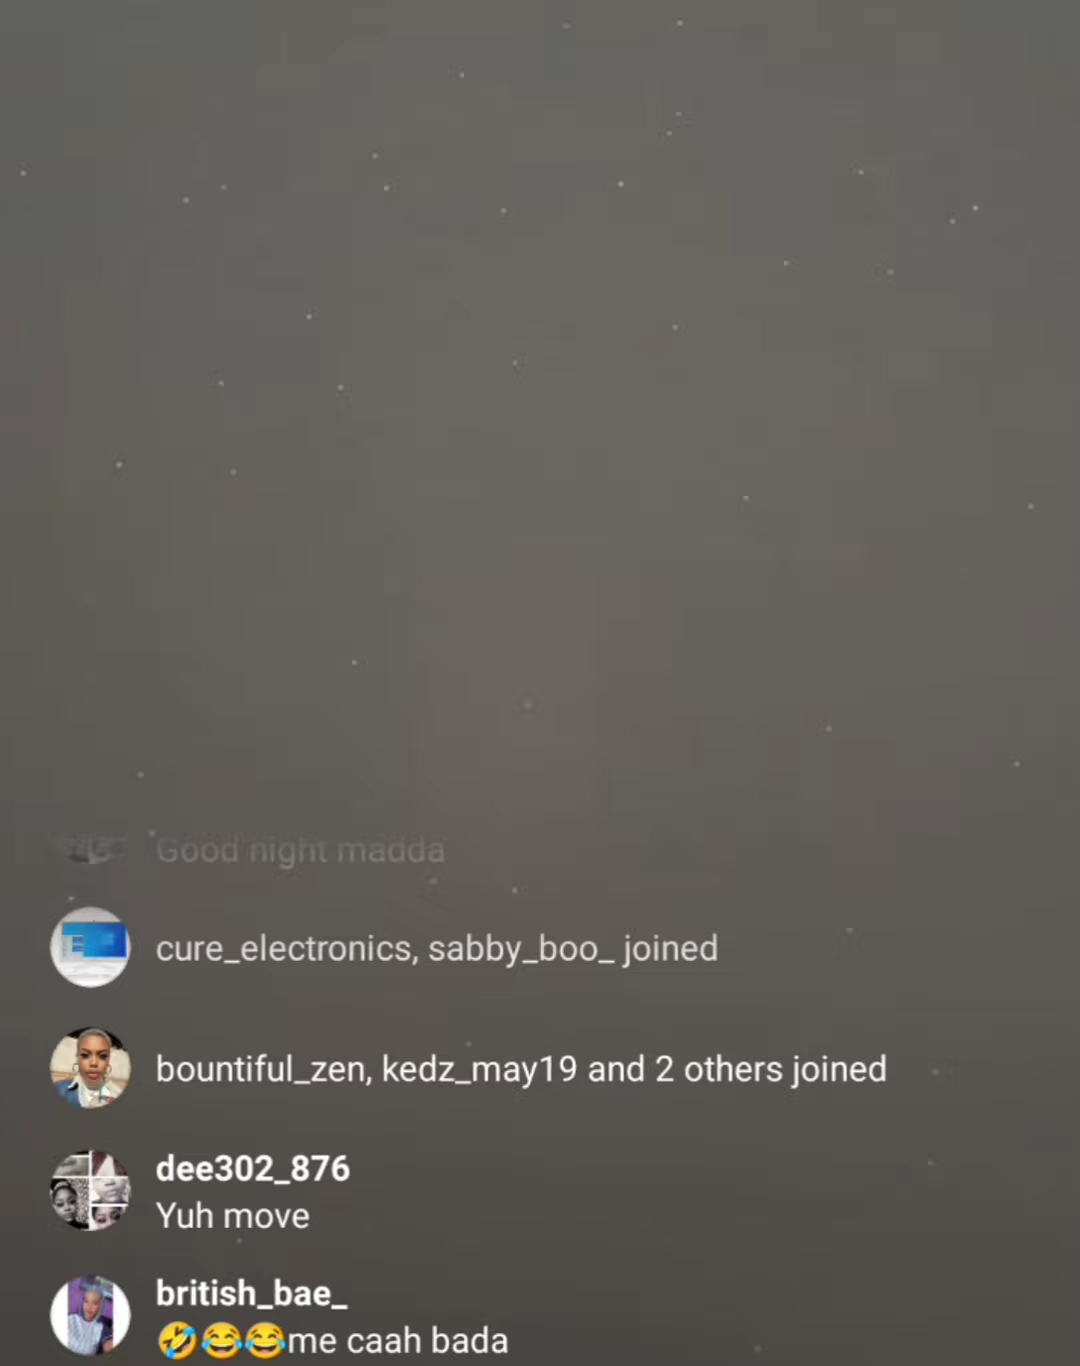 Good night madda
cure_electronics, sabby_boo_ joined
bountiful_zen, kedz_may19 and 2 others joined
dee302_876
Yuh move
british_bae_
🤣😂😂me caah bada